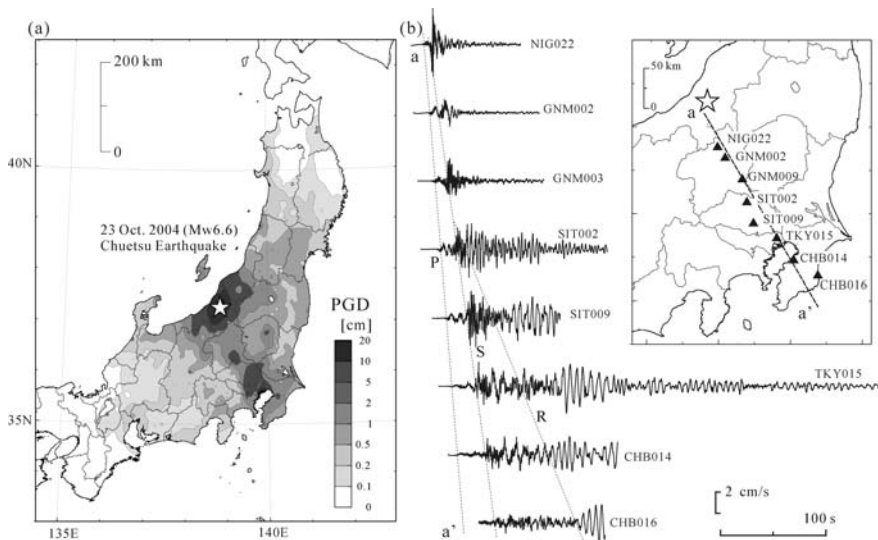 (a)
200 km
0
40N
23 Oct. 2004 (Mw6.6)
Chuetsu Earthquake
PGD
[cm]
20
10
5
2
1
0.5
0.2
0.1
0
35N
135E
140E
(b)
a
NIG022
GNM002
GNM003
SIT002
P
SIT009
S
TKY015
R
CHB014
CHB016
a'
2 cm/s
100 s
50 km
0
a
NIG022
GNM002
GNM009
SIT002
SIT009
TKY015
CHB014
CHB016
a'